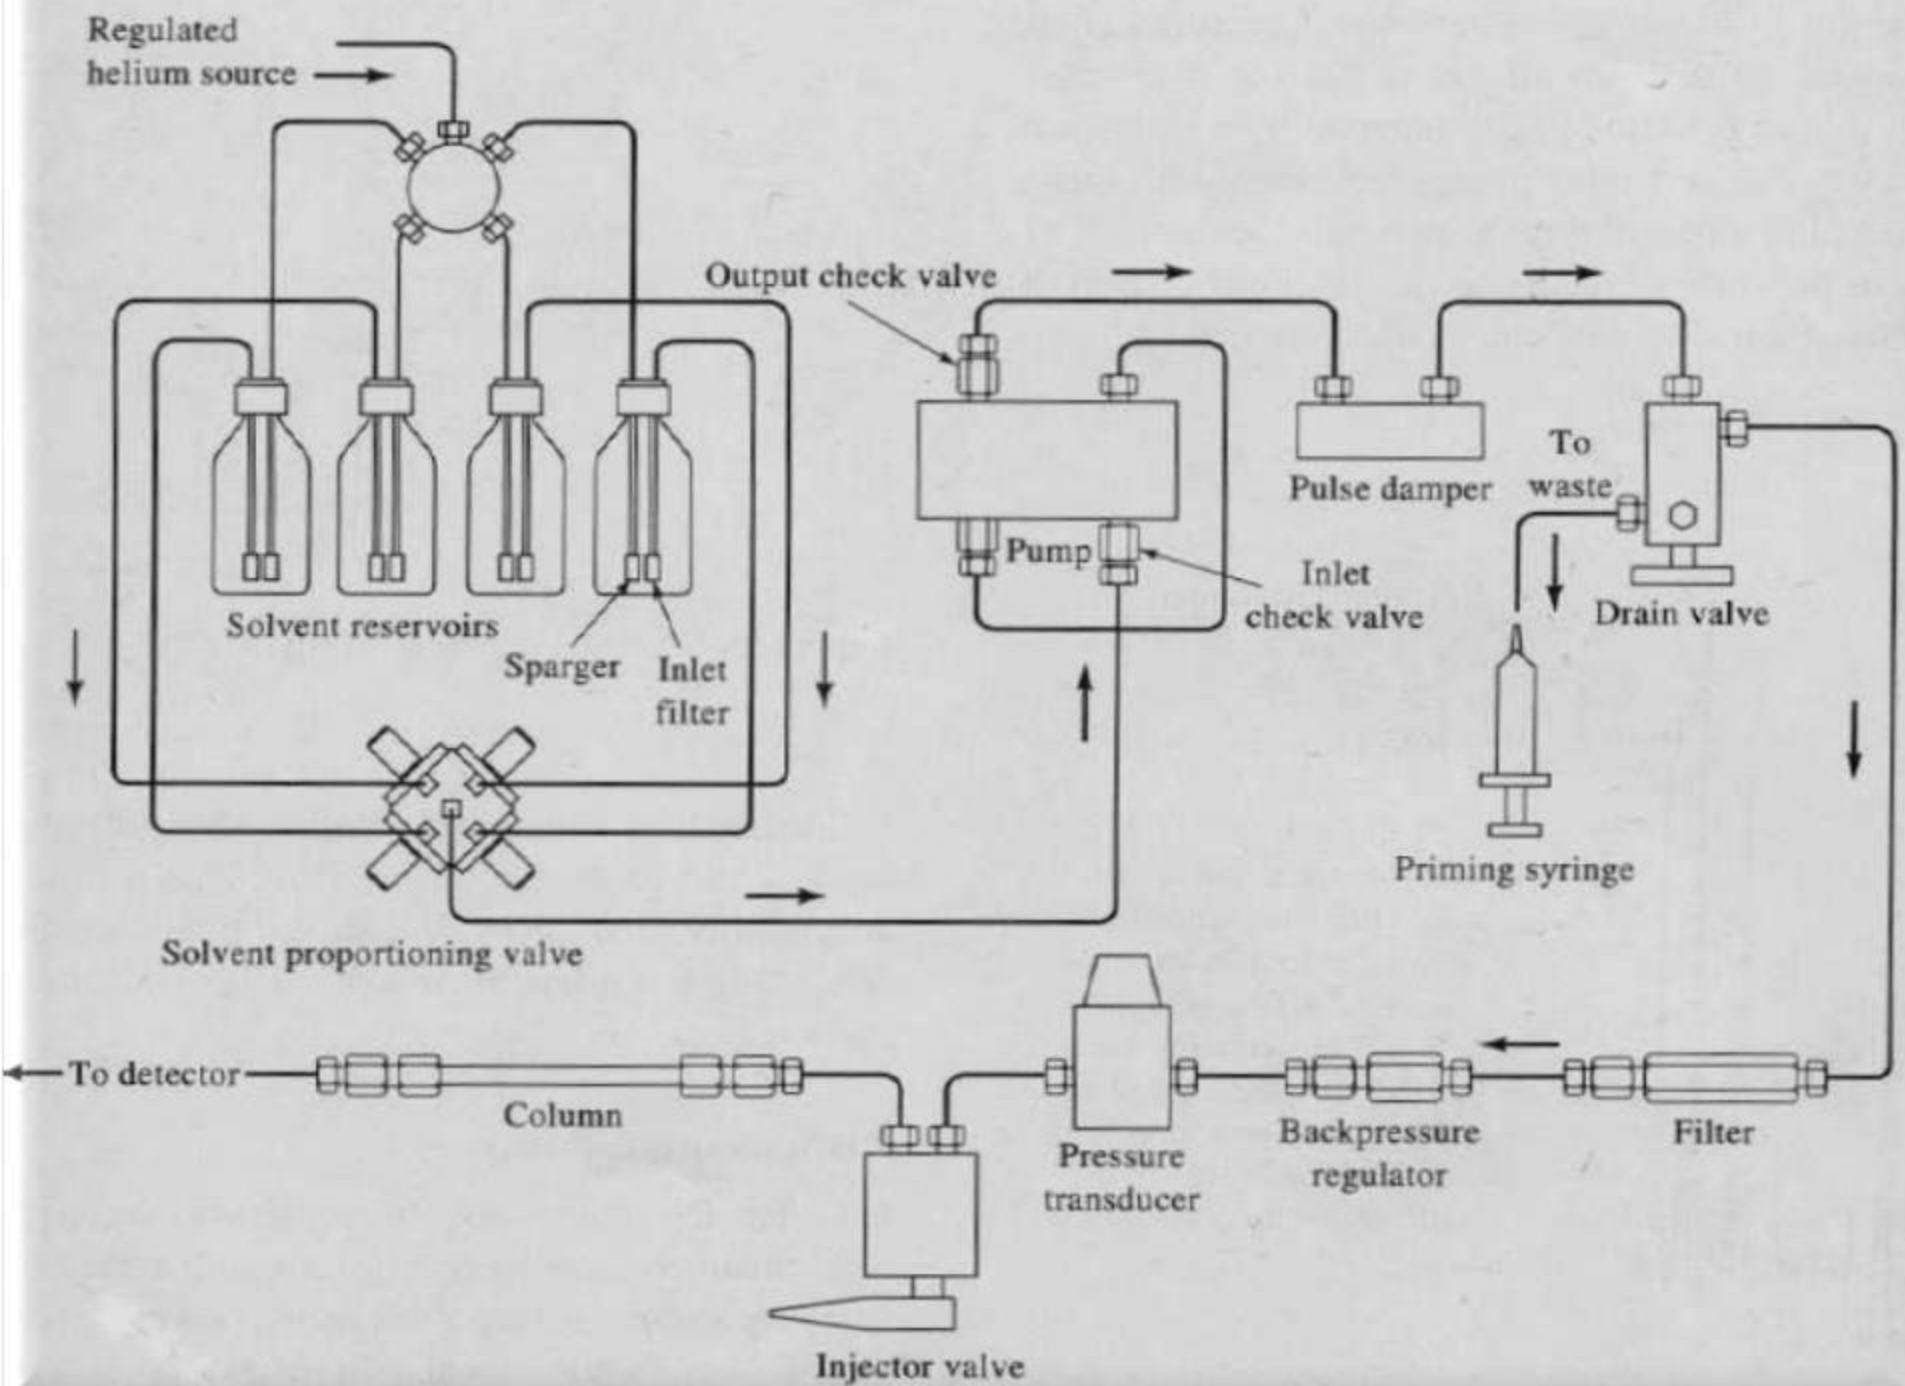 Regulated
helium source
Output check valve
To
waste
Pulse damper
Pump
Inlet
check valve
Drain valve
Solvent reservoirs
Sparger
Inlet
filter
Priming syringe
Solvent proportioning valve
To detector
Column
Pressure
transducer
Backpressure
regulator
Filter
Injector valve